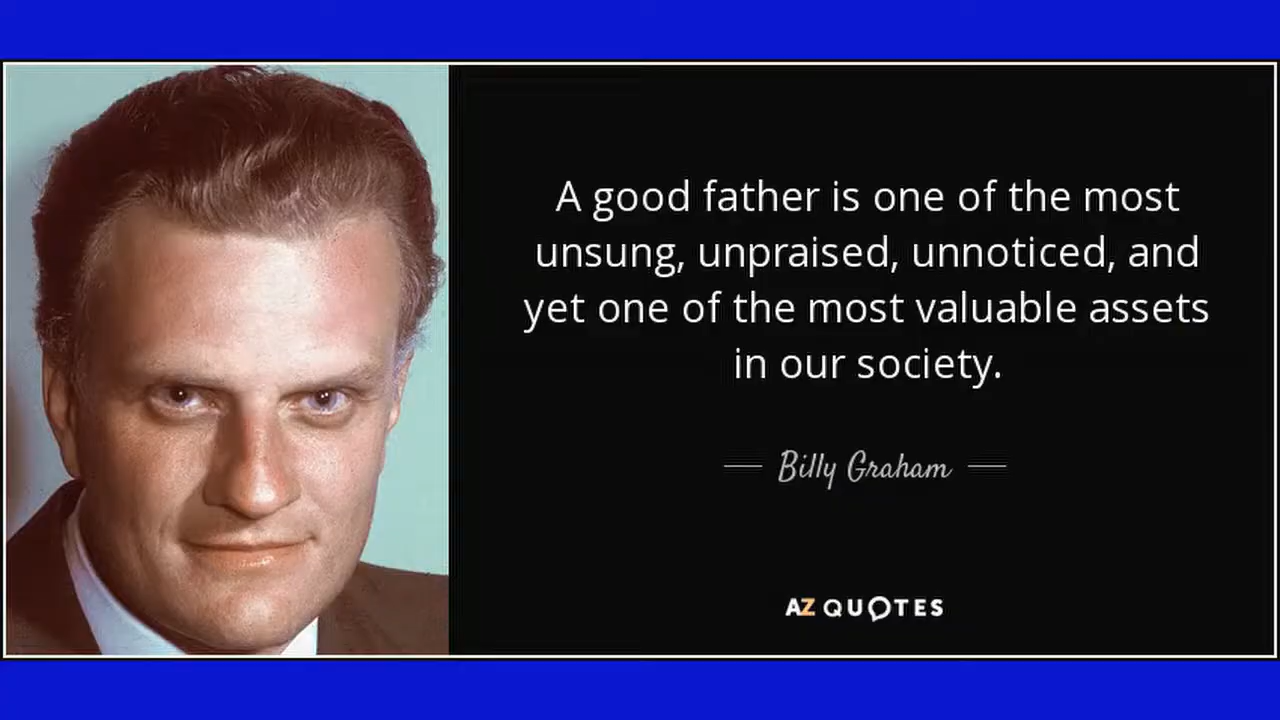 A good father is one of the most
unsung, unpraised, unnoticed, and
yet one of the most valuable assets
in our society.
Billy Graham
AZ QUOTES